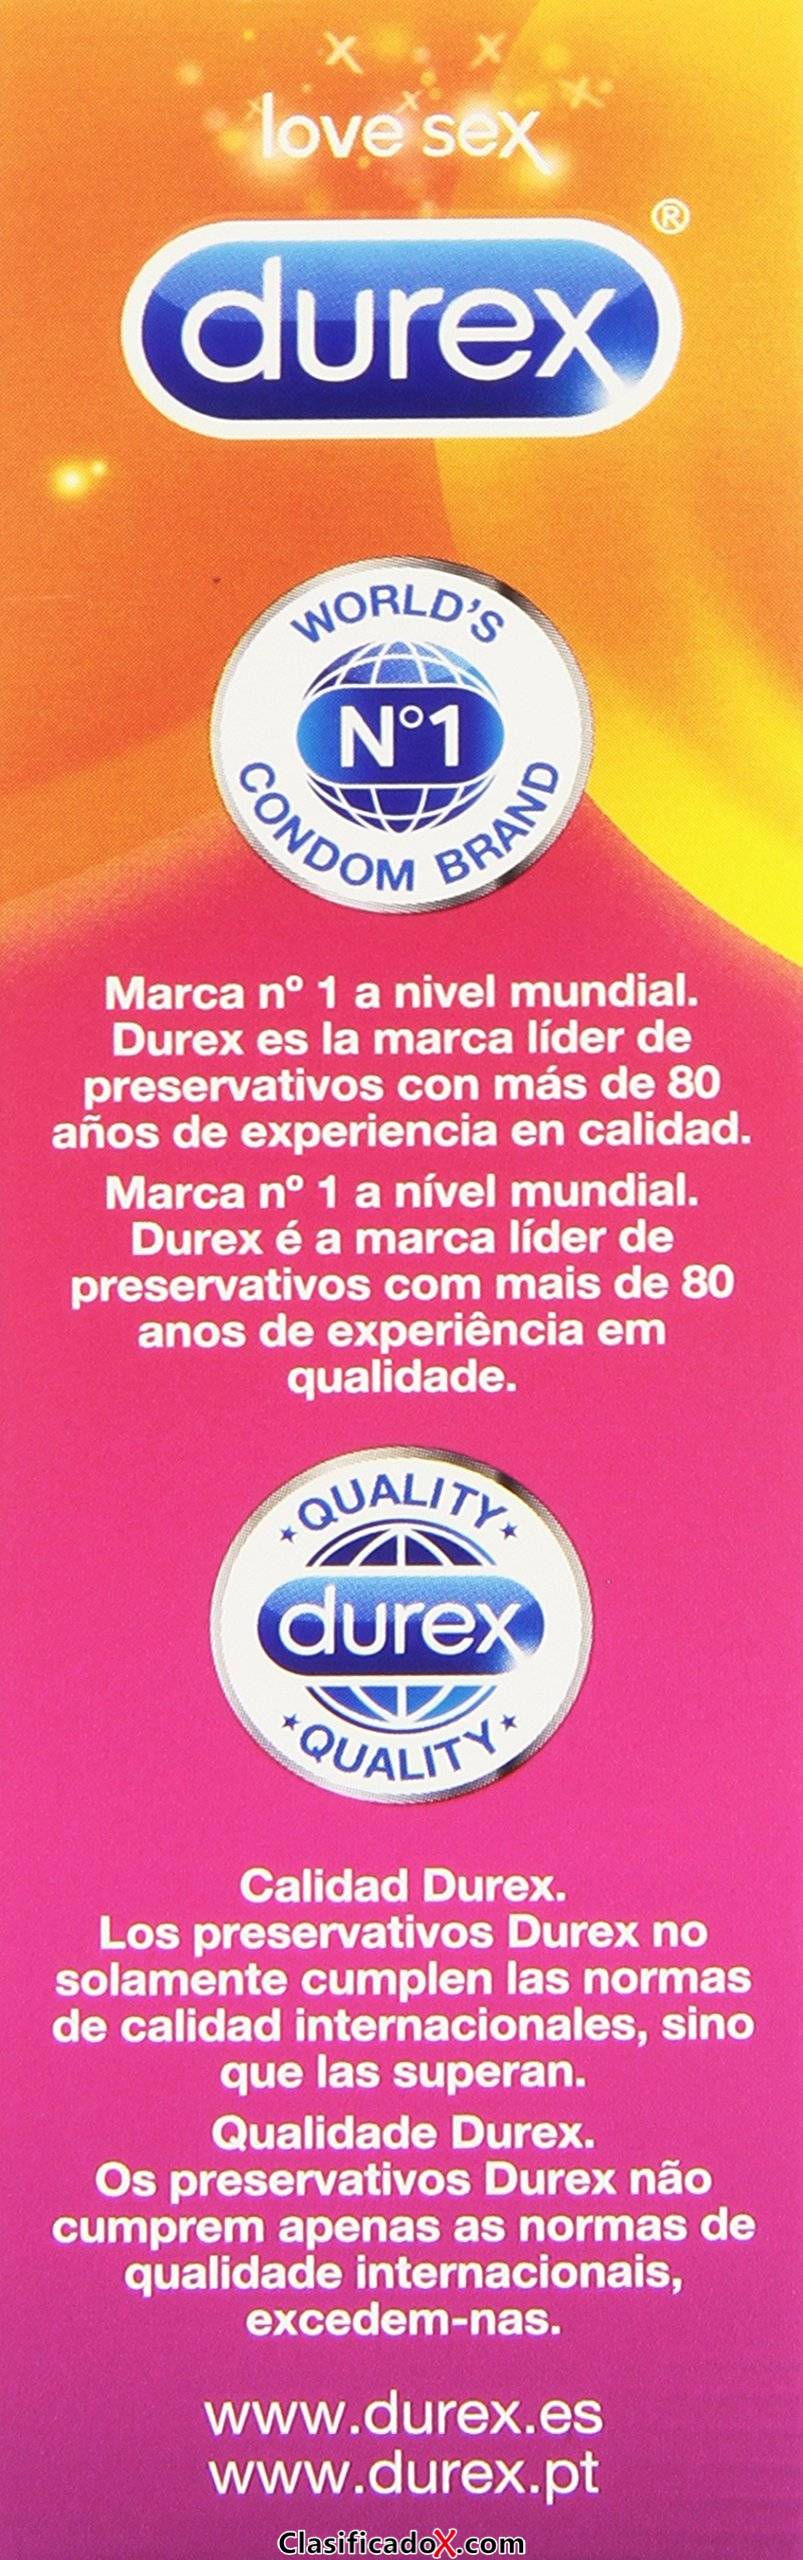 love sex
durex®
WORLD'S
N°1
CONDOM BRAND
Marca nº 1 a nivel mundial.
Durex es la marca líder de
preservativos con más de 80
años de experiencia en calidad.
Marca nº 1 a nível mundial.
Durex é a marca líder de
preservativos com mais de 80
anos de experiência em
qualidade.
QUALITY
durex
QUALITY
Calidad Durex.
Los preservativos Durex no
solamente cumplen las normas
de calidad internacionales, sino
que las superan.
Qualidade Durex.
Os preservativos Durex não
cumprem apenas as normas de
qualidade internacionais,
excedem-nas.
www.durex.es
www.durex.pt
ClasificadoX.com